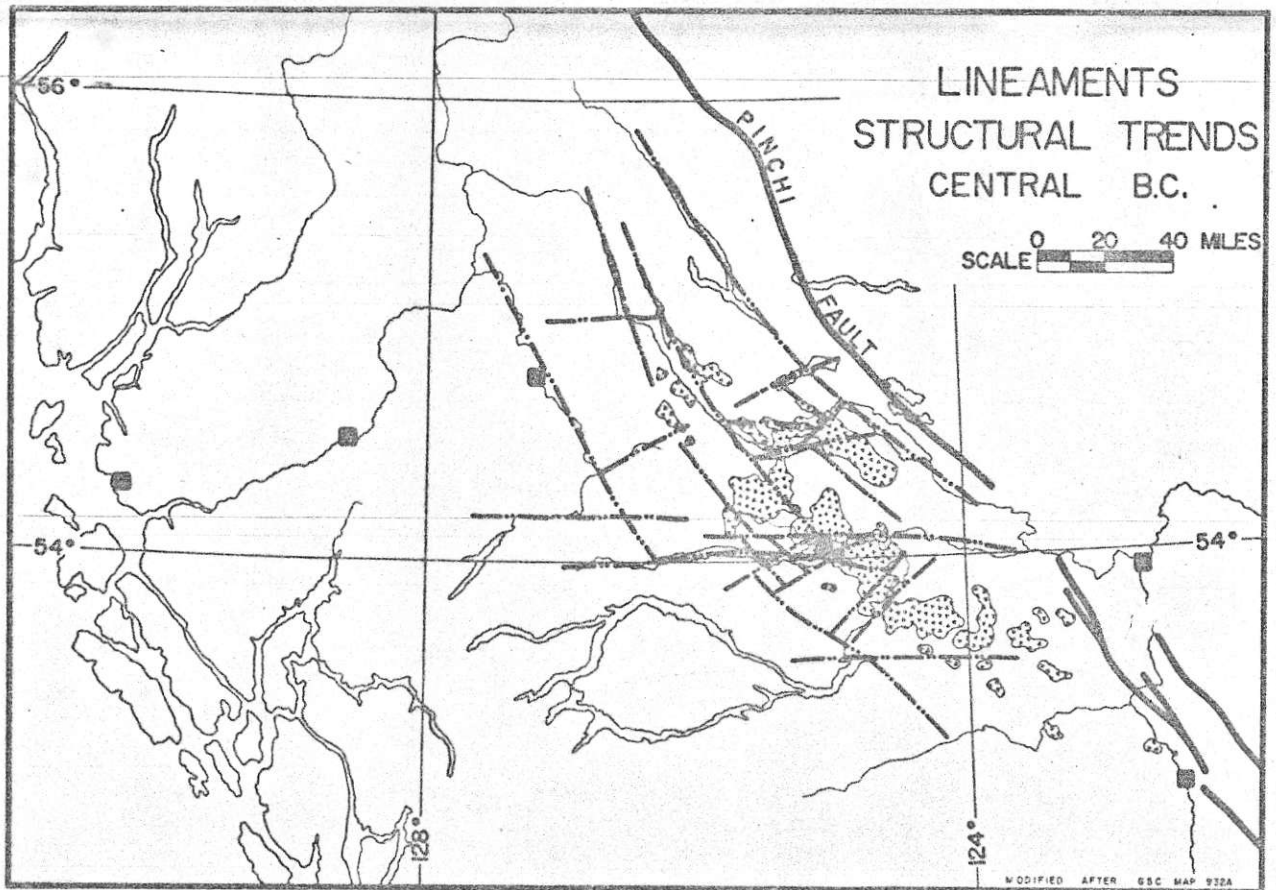 LINEAMENTS
STRUCTURAL TRENDS
CENTRAL B.C.
0 20 40 MILES
SCALE
56°
PINCHI
FAULT
54°
54°
128°
124°
MODIFIED AFTER GSC MAP 932A